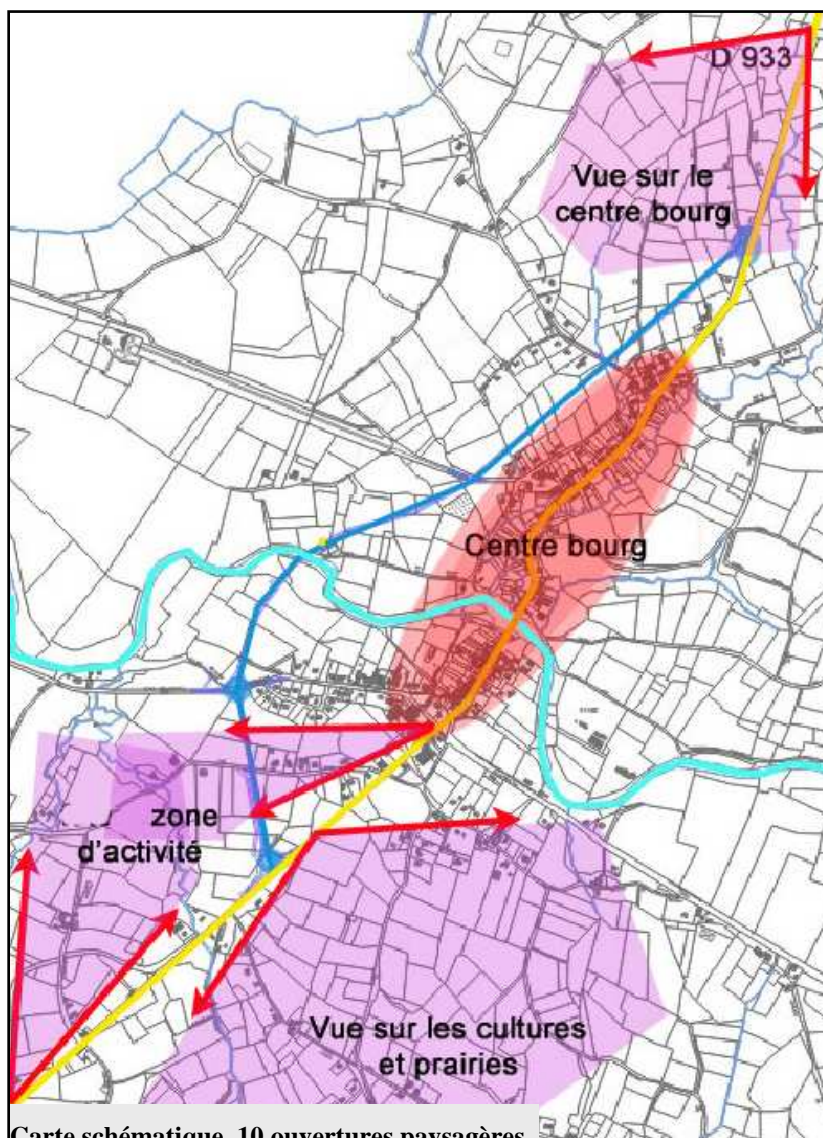 D 933
Vue sur le
centre bourg
Centre bourg
zone
d'activité
Vue sur les cultures
et prairies
Carte schématique 10 ouvertures paysagères